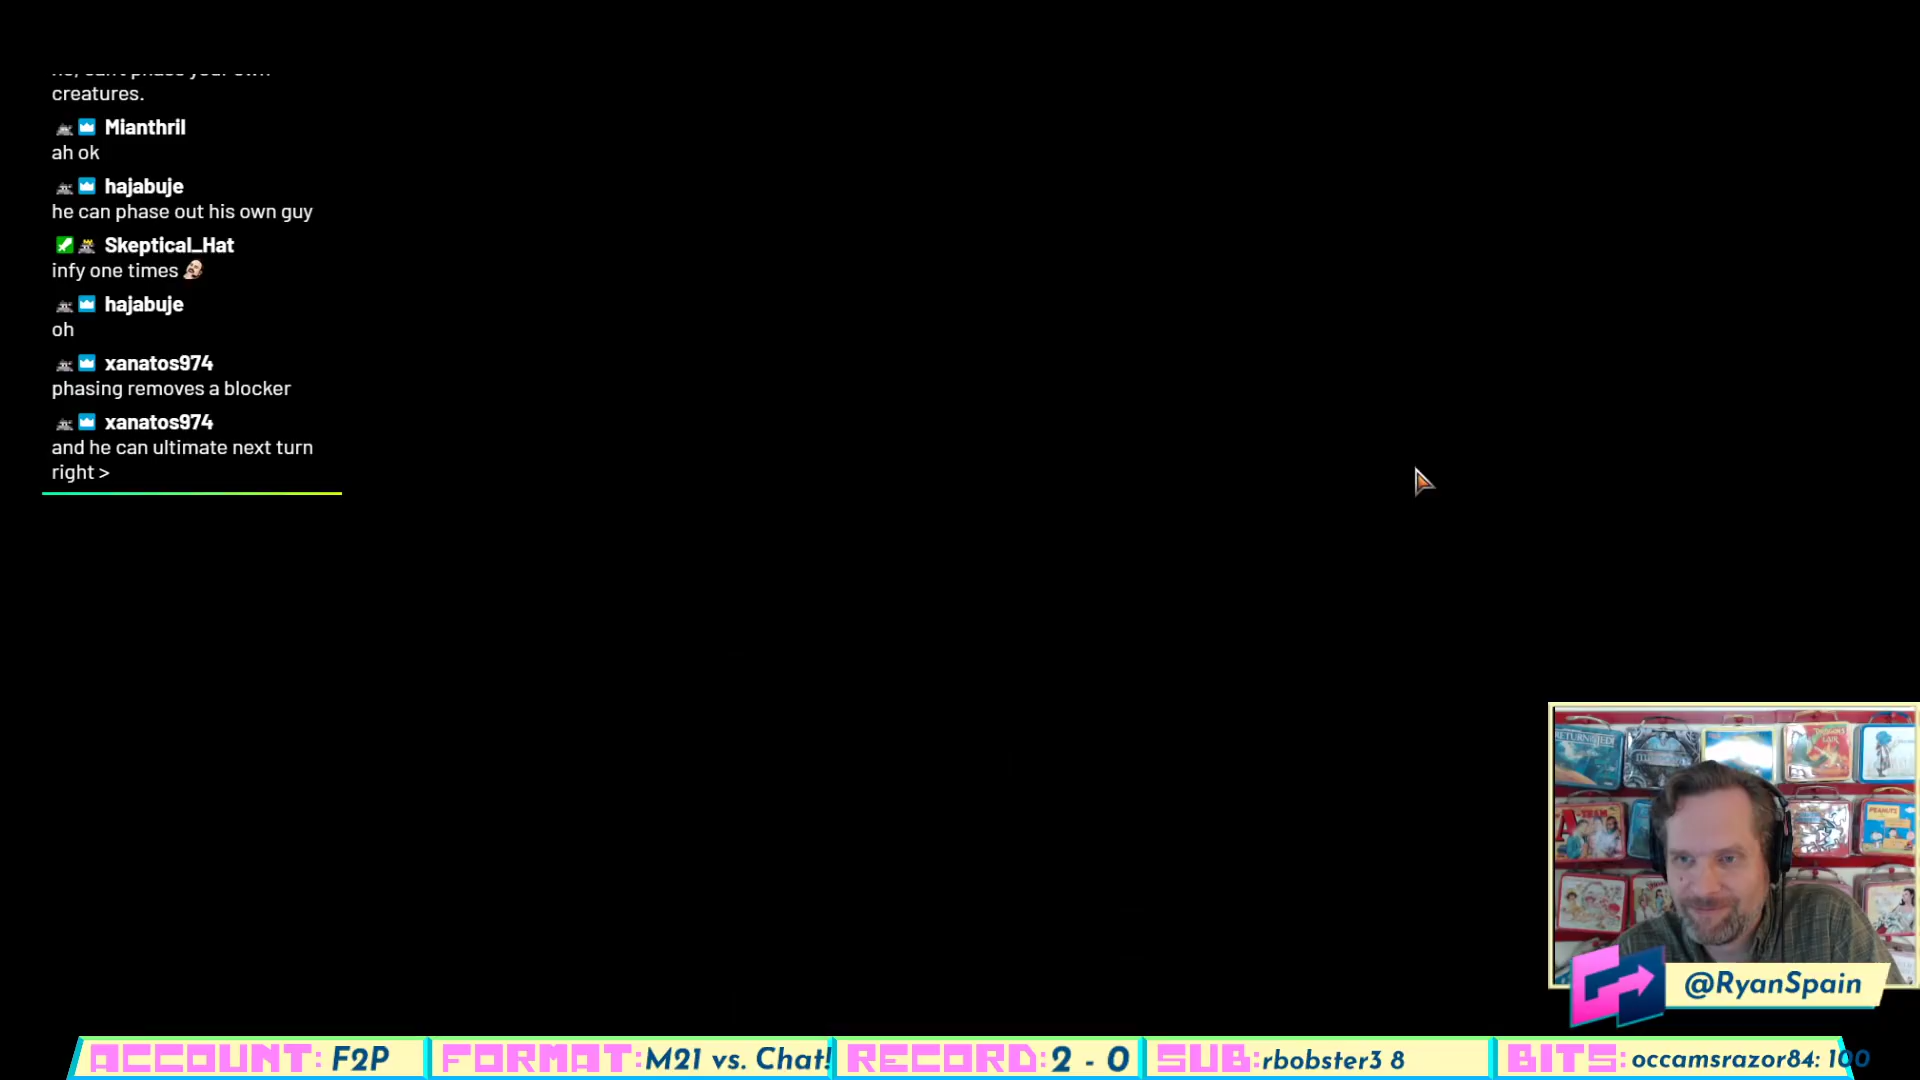 creatures.
Mianthril
ah ok
hajabuje
he can phase out his own guy
Skeptical_Hat
infy one times
hajabuje
oh
xanatos974
phasing removes a blocker
xanatos974
and he can ultimate next turn
right >
A-TEAM
PEANUTS
@RyanSpain
ACCOUNT: F2P
FORMAT: M21 vs. Chat!
RECORD: 2 - 0
SUB: rbobster3 8
BITS: occamsrazor84: 100